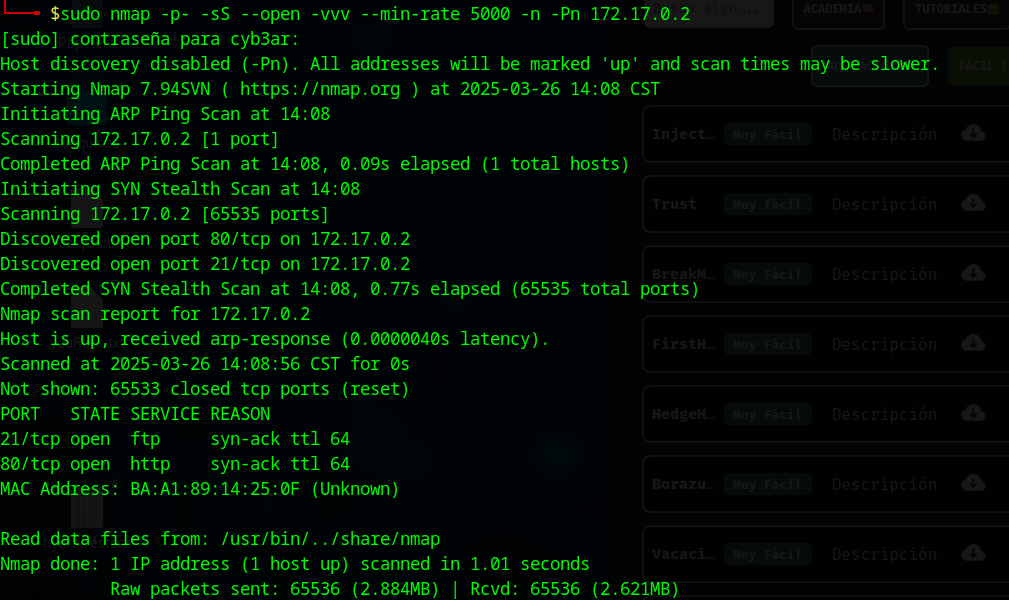 $sudo nmap -p- -sS --open -vvv --min-rate 5000 -n -Pn 172.17.0.2
[sudo] contraseña para cyb3ar:
Host discovery disabled (-Pn). All addresses will be marked 'up' and scan times may be slower.
Starting Nmap 7.94SVN ( https://nmap.org ) at 2025-03-26 14:08 CST
Initiating ARP Ping Scan at 14:08
Scanning 172.17.0.2 [1 port]
Completed ARP Ping Scan at 14:08, 0.09s elapsed (1 total hosts)
Initiating SYN Stealth Scan at 14:08
Scanning 172.17.0.2 [65535 ports]
Discovered open port 80/tcp on 172.17.0.2
Discovered open port 21/tcp on 172.17.0.2
Completed SYN Stealth Scan at 14:08, 0.77s elapsed (65535 total ports)
Nmap scan report for 172.17.0.2
Host is up, received arp-response (0.0000040s latency).
Scanned at 2025-03-26 14:08:56 CST for 0s
Not shown: 65533 closed tcp ports (reset)
PORT   STATE SERVICE REASON
21/tcp open  ftp     syn-ack ttl 64
80/tcp open  http    syn-ack ttl 64
MAC Address: BA:A1:89:14:25:0F (Unknown)
Read data files from: /usr/bin/../share/nmap
Nmap done: 1 IP address (1 host up) scanned in 1.01 seconds
Raw packets sent: 65536 (2.884MB) | Rcvd: 65536 (2.621MB)
algo... ACADEMIA TUTORIALES
FÁCIL (
Inject… Muy Fácil Descripción
Trust Muy Fácil Descripción
BreakM… Muy Fácil Descripción
FirstH… Muy Fácil Descripción
HedgeH… Muy Fácil Descripción
Borazu… Muy Fácil Descripción
Vacaci… Muy Fácil Descripción